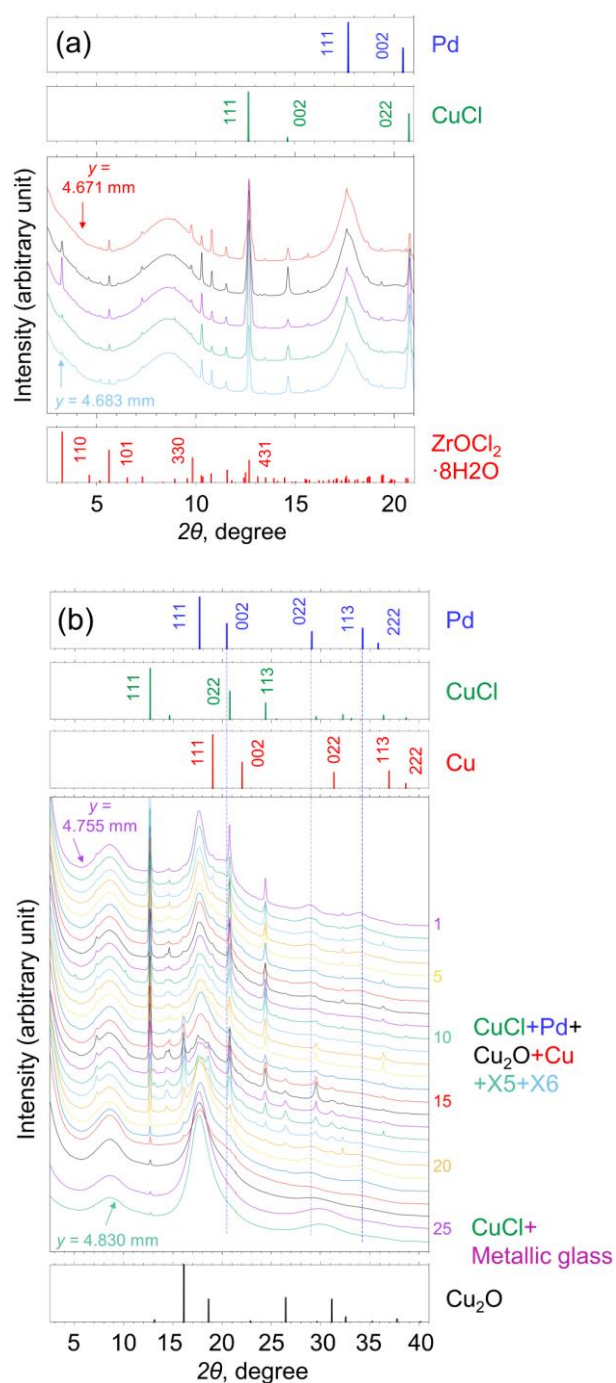 (a)
111
002
Pd
111
002
022
CuCl
y =
4.671 mm
y = 4.683 mm
Intensity (arbitrary unit)
110
101
330
431
ZrOCl₂
·8H2O
5
10
15
20
2θ, degree
(b)
111
002
022
113
222
Pd
111
022
113
CuCl
111
002
022
113
222
Cu
y =
4.755 mm
1
5
10
15
20
25
Intensity (arbitrary unit)
CuCl+Pd+
Cu₂O+Cu
+X5+X6
y = 4.830 mm
CuCl+
Metallic glass
Cu₂O
5
10
15
20
25
30
35
40
2θ, degree